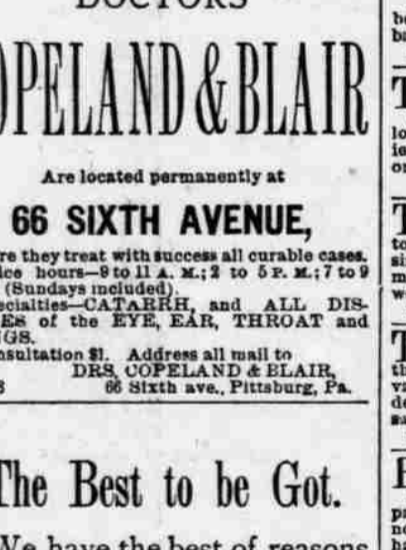 DOCTORS
OPELAND & BLAIR
Are located permanently at
66 SIXTH AVENUE,
re they treat with success all curable cases.
ice hours—9 to 11 A. M.; 2 to 5 P. M.; 7 to 9
(Sundays included).
ecialties—CATARRH, and ALL DIS-
ES of the EYE, EAR, THROAT and
GS.
nsultation $1. Address all mail to
DRS. COPELAND & BLAIR,
66 Sixth ave., Pittsburg, Pa.
The Best to be Got.
We have the best of reasons